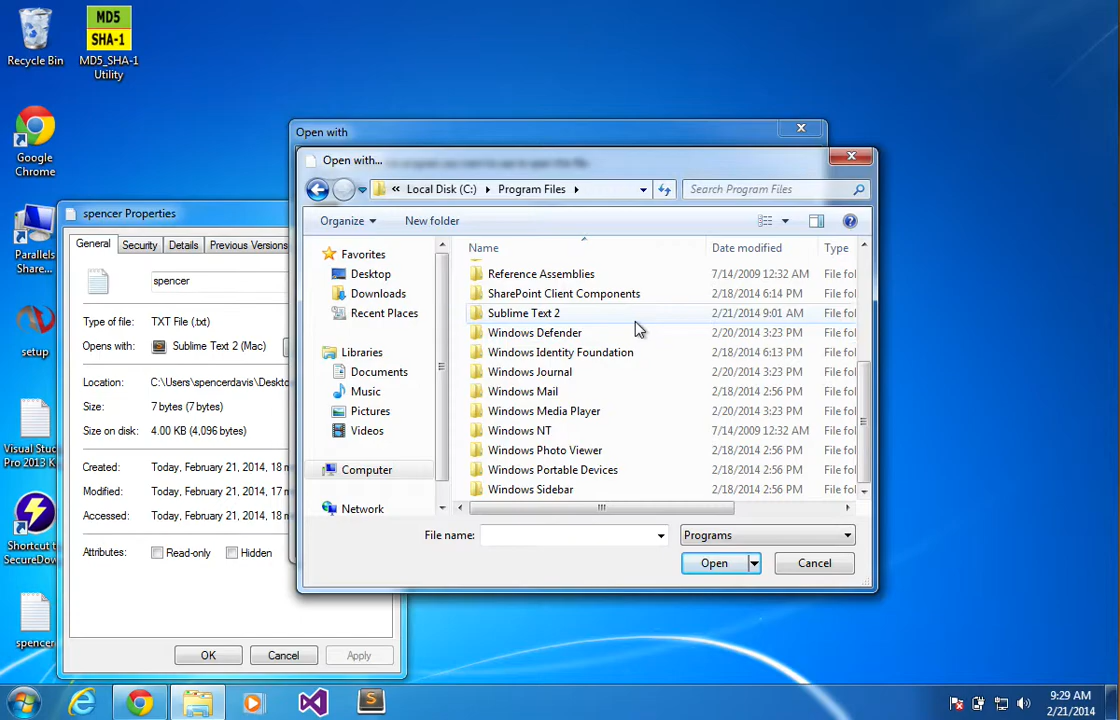 Recycle Bin
MD5
SHA-1
MD5_SHA-1
Utility
Google
Chrome
Parallels
Share...
setup
Visual Stud
Pro 2013 K
Shortcut to
SecureDow
spencer
spencer Properties
General
Security
Details
Previous Versions
spencer
Type of file: TXT File (.txt)
Opens with: Sublime Text 2 (Mac)
Location: C:\Users\spencerdavis\Deskto
Size: 7 bytes (7 bytes)
Size on disk: 4.00 KB (4,096 bytes)
Created: Today, February 21, 2014, 17 m
Modified: Today, February 21, 2014, 18 m
Accessed: Today, February 21, 2014, 18 m
Attributes: Read-only Hidden
OK Cancel Apply
Open with
Open with...
« Local Disk (C:) Program Files
Search Program Files
Organize New folder
Favorites
Desktop
Downloads
Recent Places
Libraries
Documents
Music
Pictures
Videos
Computer
Network
Name Date modified Type
Reference Assemblies 7/14/2009 12:32 AM File fol
SharePoint Client Components 2/18/2014 6:14 PM File fol
Sublime Text 2 2/21/2014 9:01 AM File fol
Windows Defender 2/20/2014 3:23 PM File fol
Windows Identity Foundation 2/18/2014 6:13 PM File fol
Windows Journal 2/20/2014 3:23 PM File fol
Windows Mail 2/18/2014 2:56 PM File fol
Windows Media Player 2/20/2014 3:23 PM File fol
Windows NT 7/14/2009 12:32 AM File fol
Windows Photo Viewer 2/18/2014 2:56 PM File fol
Windows Portable Devices 2/18/2014 2:56 PM File fol
Windows Sidebar 2/18/2014 2:56 PM File fol
File name:
Programs
Open Cancel
9:29 AM
2/21/2014